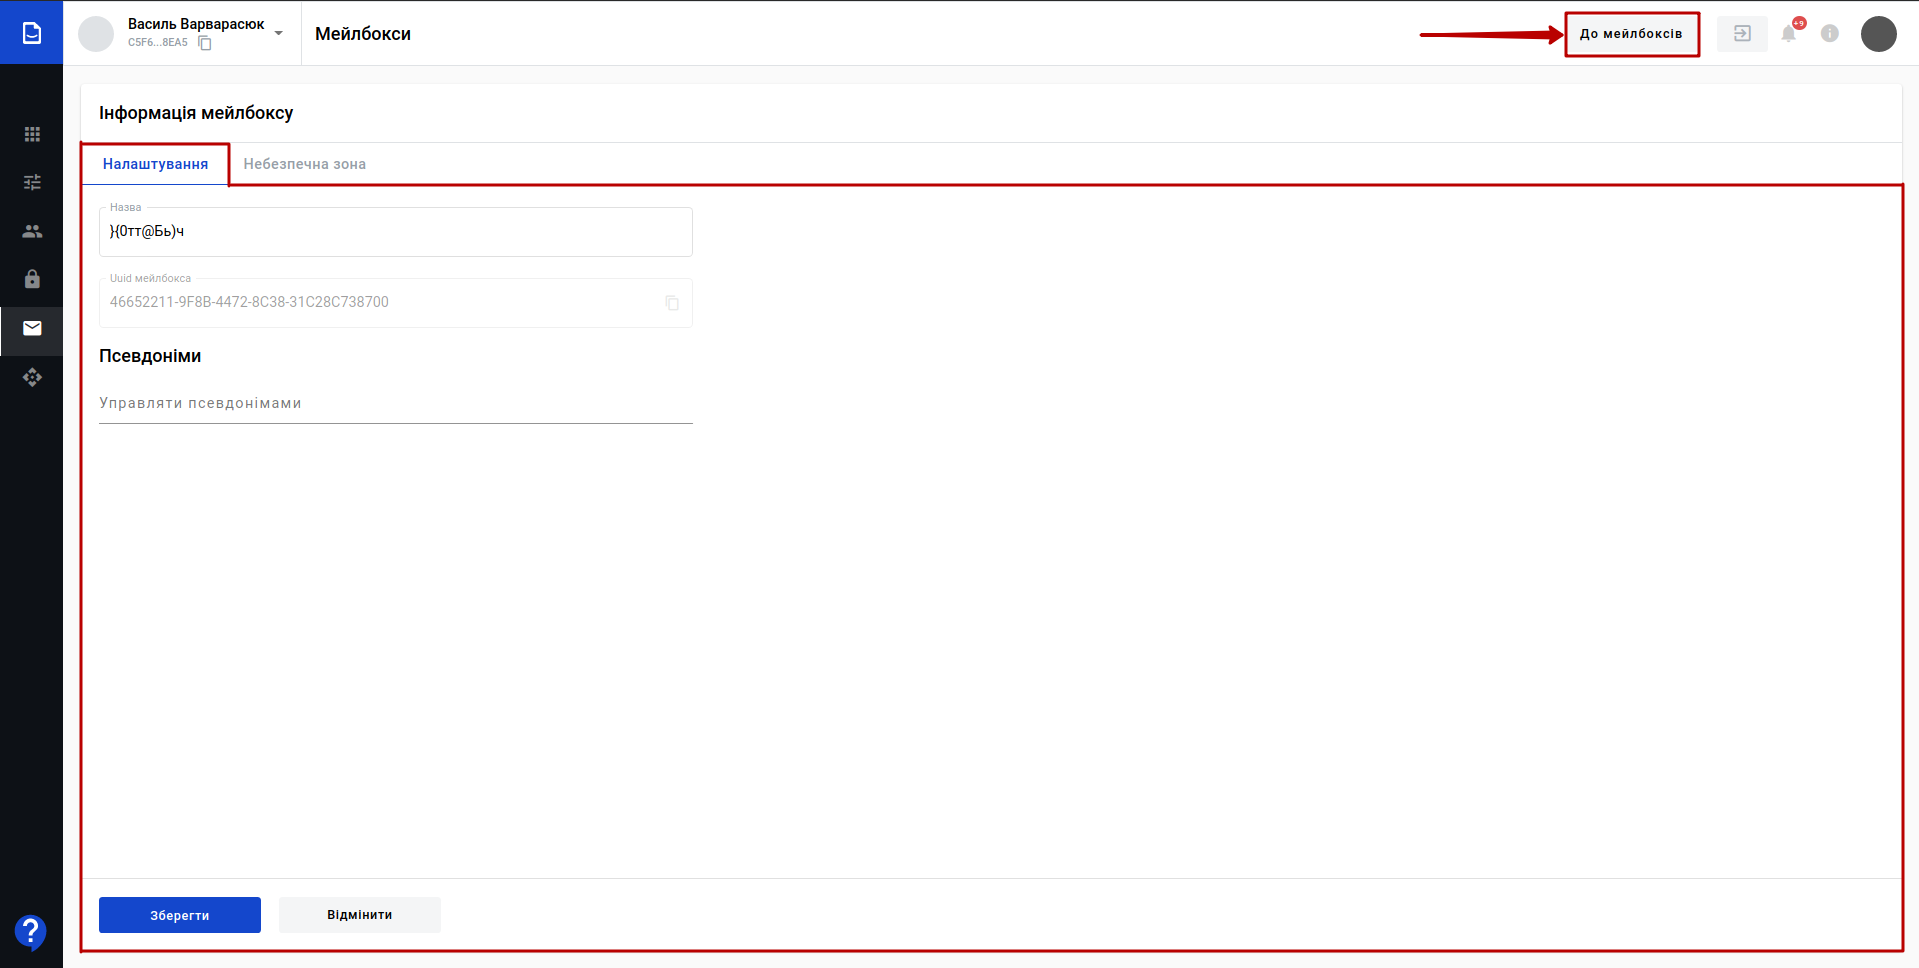 Василь Варварасюк
C5F6...8EA5
Мейлбокси
До мейлбоксів
+9
Інформація мейлбоксу
Налаштування
Небезпечна зона
Назва
}{0тт@Бь)ч
Uuid мейлбокса
46652211-9F8B-4472-8C38-31C28C738700
Псевдоніми
Управляти псевдонімами
Зберегти
Відмінити
?